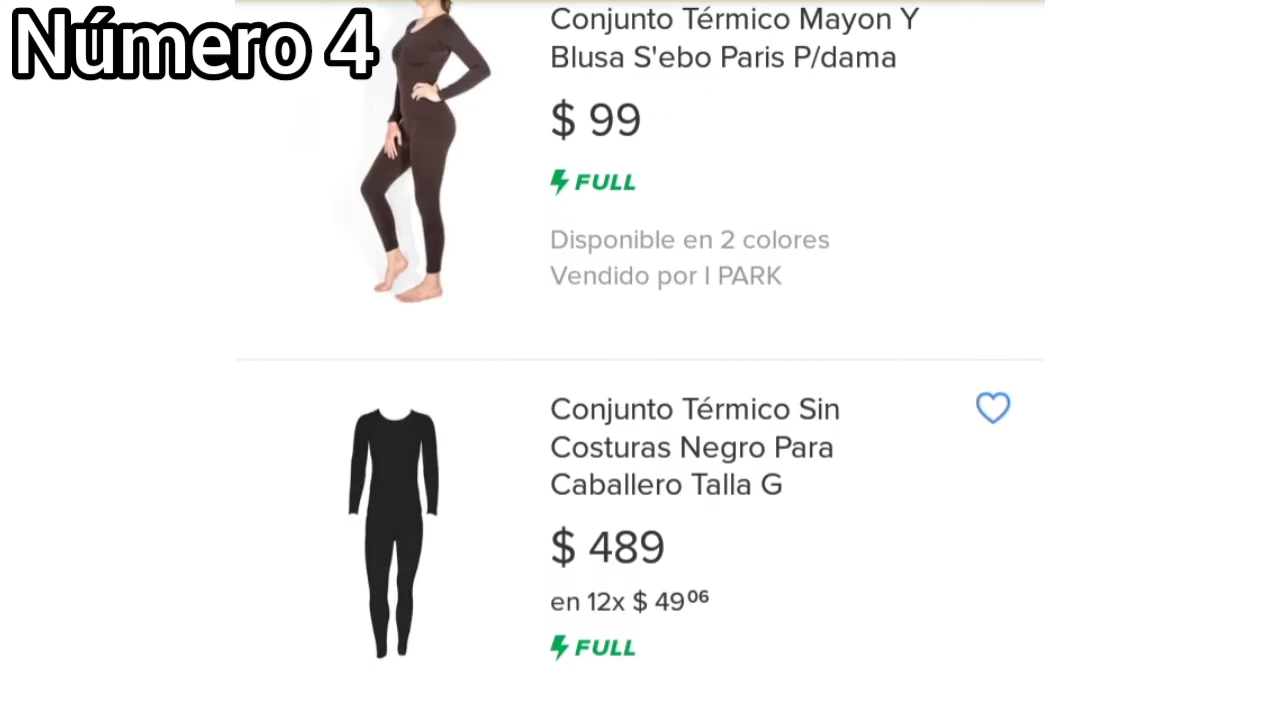 Número 4
Conjunto Térmico Mayon Y
Blusa S'ebo Paris P/dama
$ 99
FULL
Disponible en 2 colores
Vendido por I PARK
Conjunto Térmico Sin
Costuras Negro Para
Caballero Talla G
$ 489
en 12x $ 49⁰⁶
FULL